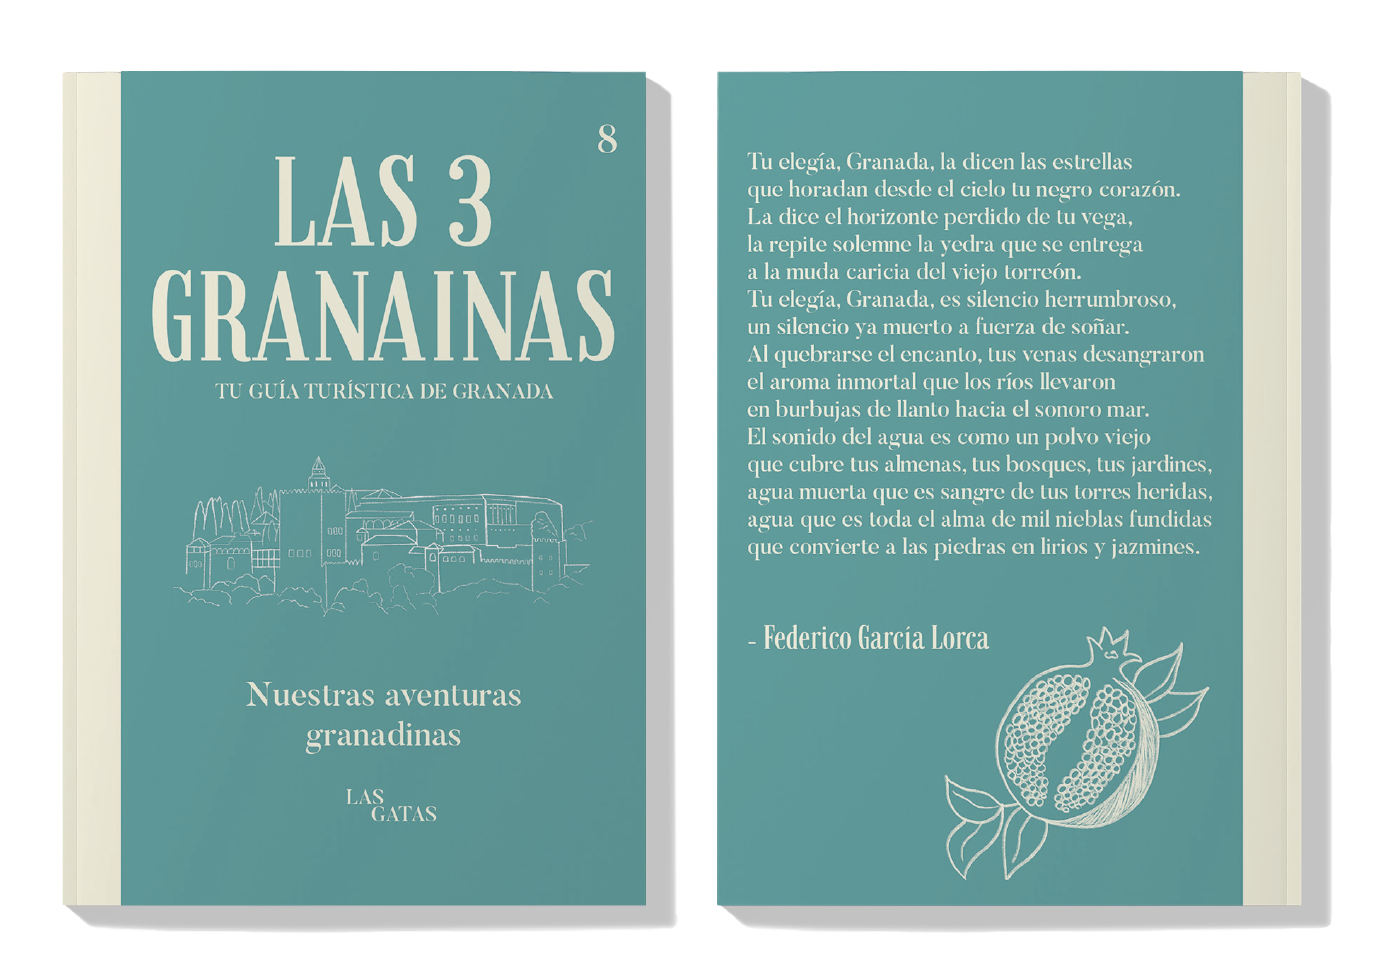 8
LAS 3
GRANAINAS
TU GUÍA TURÍSTICA DE GRANADA
Nuestras aventuras
granadinas
LAS
GATAS
Tu elegía, Granada, la dicen las estrellas
que horadan desde el cielo tu negro corazón.
La dice el horizonte perdido de tu vega,
la repite solemne la yedra que se entrega
a la muda caricia del viejo torreón.
Tu elegía, Granada, es silencio herrumbroso,
un silencio ya muerto a fuerza de soñar.
Al quebrarse el encanto, tus venas desangraron
el aroma inmortal que los ríos llevaron
en burbujas de llanto hacia el sonoro mar.
El sonido del agua es como un polvo viejo
que cubre tus almenas, tus bosques, tus jardines,
agua muerta que es sangre de tus torres heridas,
agua que es toda el alma de mil nieblas fundidas
que convierte a las piedras en lirios y jazmines.
- Federico García Lorca